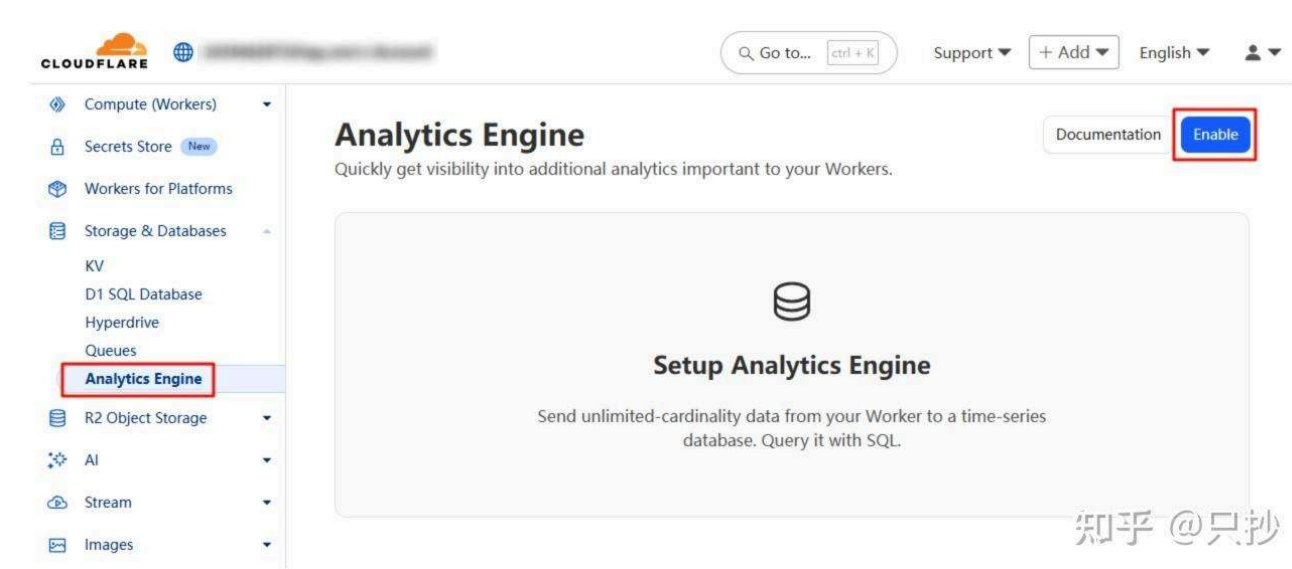 CLOUDFLARE
Go to... ctrl + K
Support
+ Add
English
Compute (Workers)
Secrets Store New
Workers for Platforms
Storage & Databases
KV
D1 SQL Database
Hyperdrive
Queues
Analytics Engine
R2 Object Storage
AI
Stream
Images
Analytics Engine
Quickly get visibility into additional analytics important to your Workers.
Documentation
Enable
Setup Analytics Engine
Send unlimited-cardinality data from your Worker to a time-series
database. Query it with SQL.
知乎 @只抄